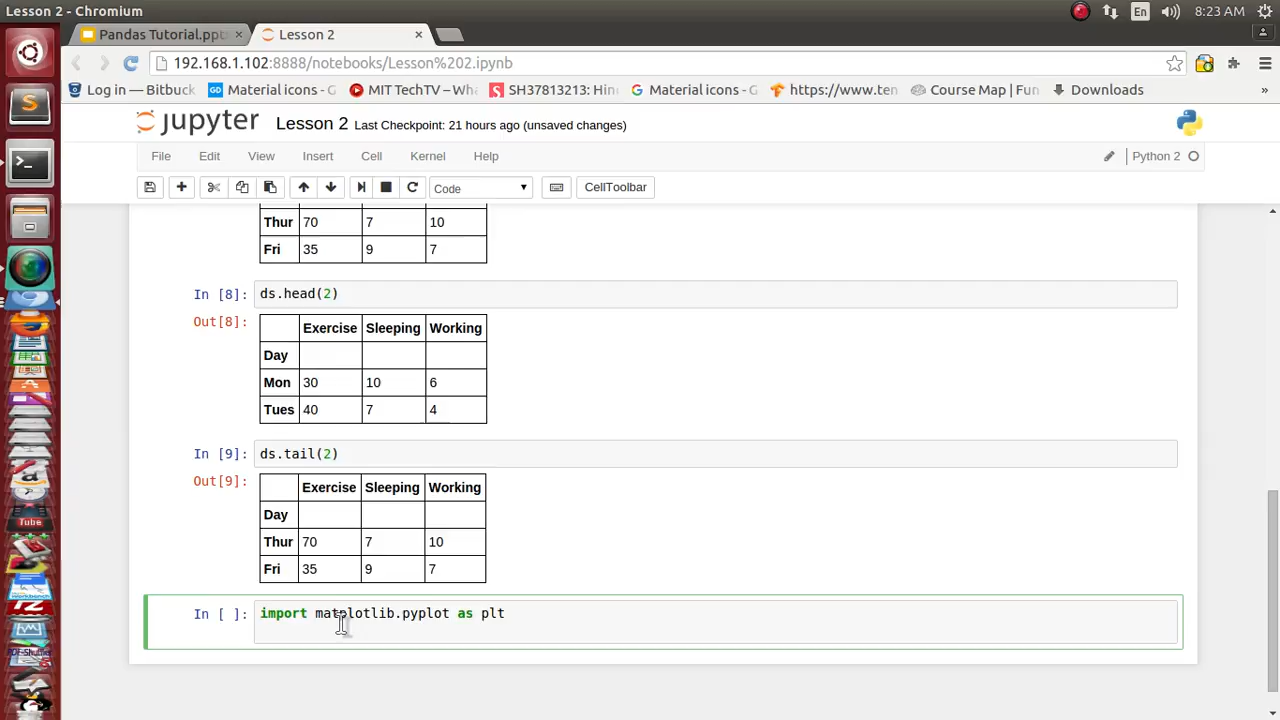 Lesson 2 - Chromium En 8:23 AM
Pandas Tutorial.ppt × Lesson 2 ×
192.168.1.102:8888/notebooks/Lesson%202.ipynb
Log in — Bitbuck Material icons - G MIT TechTV – Wha SH37813213: Hin Material icons - G https://www.ten Course Map | Fun Downloads »
jupyter Lesson 2 Last Checkpoint: 21 hours ago (unsaved changes)
File Edit View Insert Cell Kernel Help Python 2
Code CellToolbar
Thur 70 7 10
Fri 35 9 7
In [8]: ds.head(2)
Out[8]:
Exercise Sleeping Working
Day
Mon 30 10 6
Tues 40 7 4
In [9]: ds.tail(2)
Out[9]:
Exercise Sleeping Working
Day
Thur 70 7 10
Fri 35 9 7
In [ ]: import matplotlib.pyplot as plt
Tube